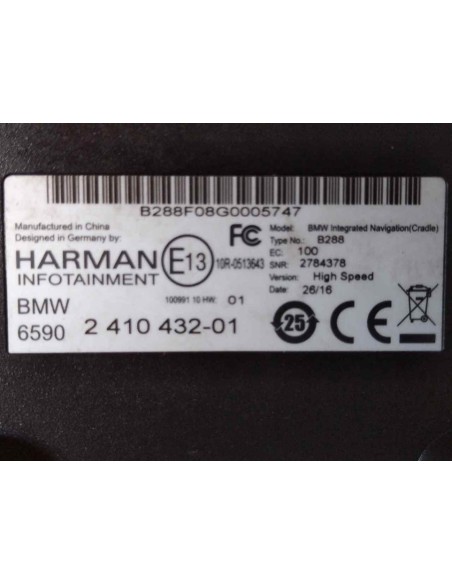 B288F08G0005747
Manufactured in China
Designed in Germany by:
HARMAN
INFOTAINMENT
E13
10R-0513643
FC
Model: BMW Integrated Navigation(Cradle)
Type No.: B288
EC: 100
SNR: 2784378
Version: High Speed
Date: 26/16
100991 10 HW: 01
BMW
6590 2 410 432-01
25
CE